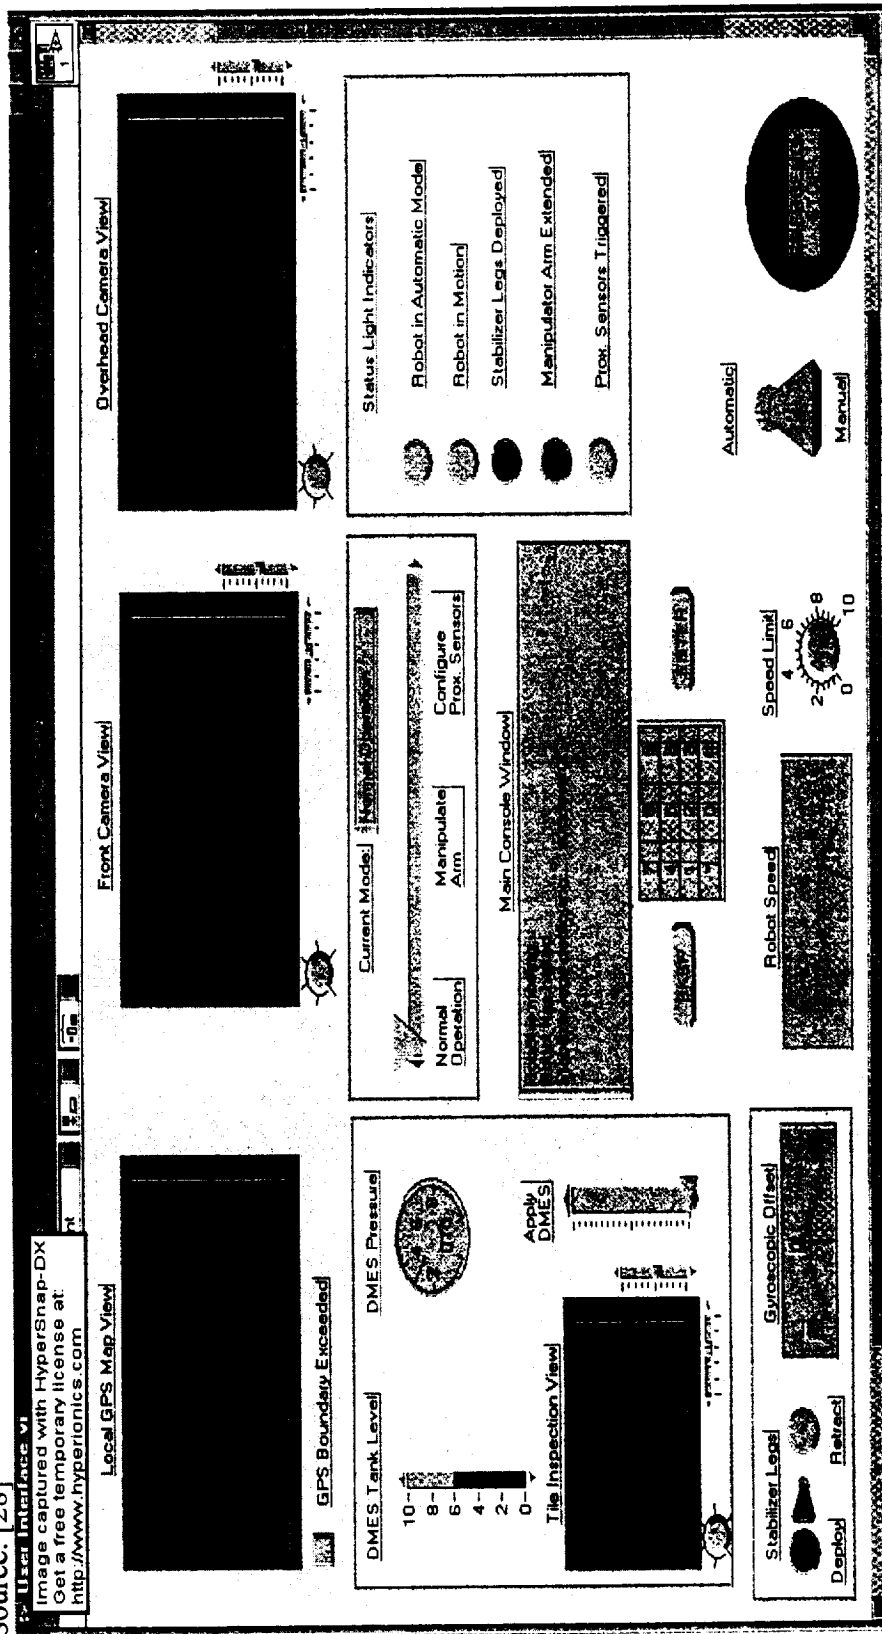 Source: [28]
User Interface.vi
Image captured with HyperSnap-DX
Get a free temporary license at:
http://www.hyperionics.com
nt
1
Local GPS Map View
Front Camera View
Overhead Camera View
GPS Boundary Exceeded
DMES Tank Level
10
8
6
4
2
0
DMES Pressure
Tile Inspection View
Apply
DMES
Current Mode:
Normal Operation
Normal
Operation
Manipulate
Arm
Configure
Prox. Sensors
Main Console Window
Status Light Indicators
Robot in Automatic Mode
Robot in Motion
Stabilizer Legs Deployed
Manipulator Arm Extended
Prox. Sensors Triggered
Stabilizer Legs
Deploy
Retract
Gyroscopic Offset
Robot Speed
Speed Limit
0
2
4
6
8
10
Automatic
Manual